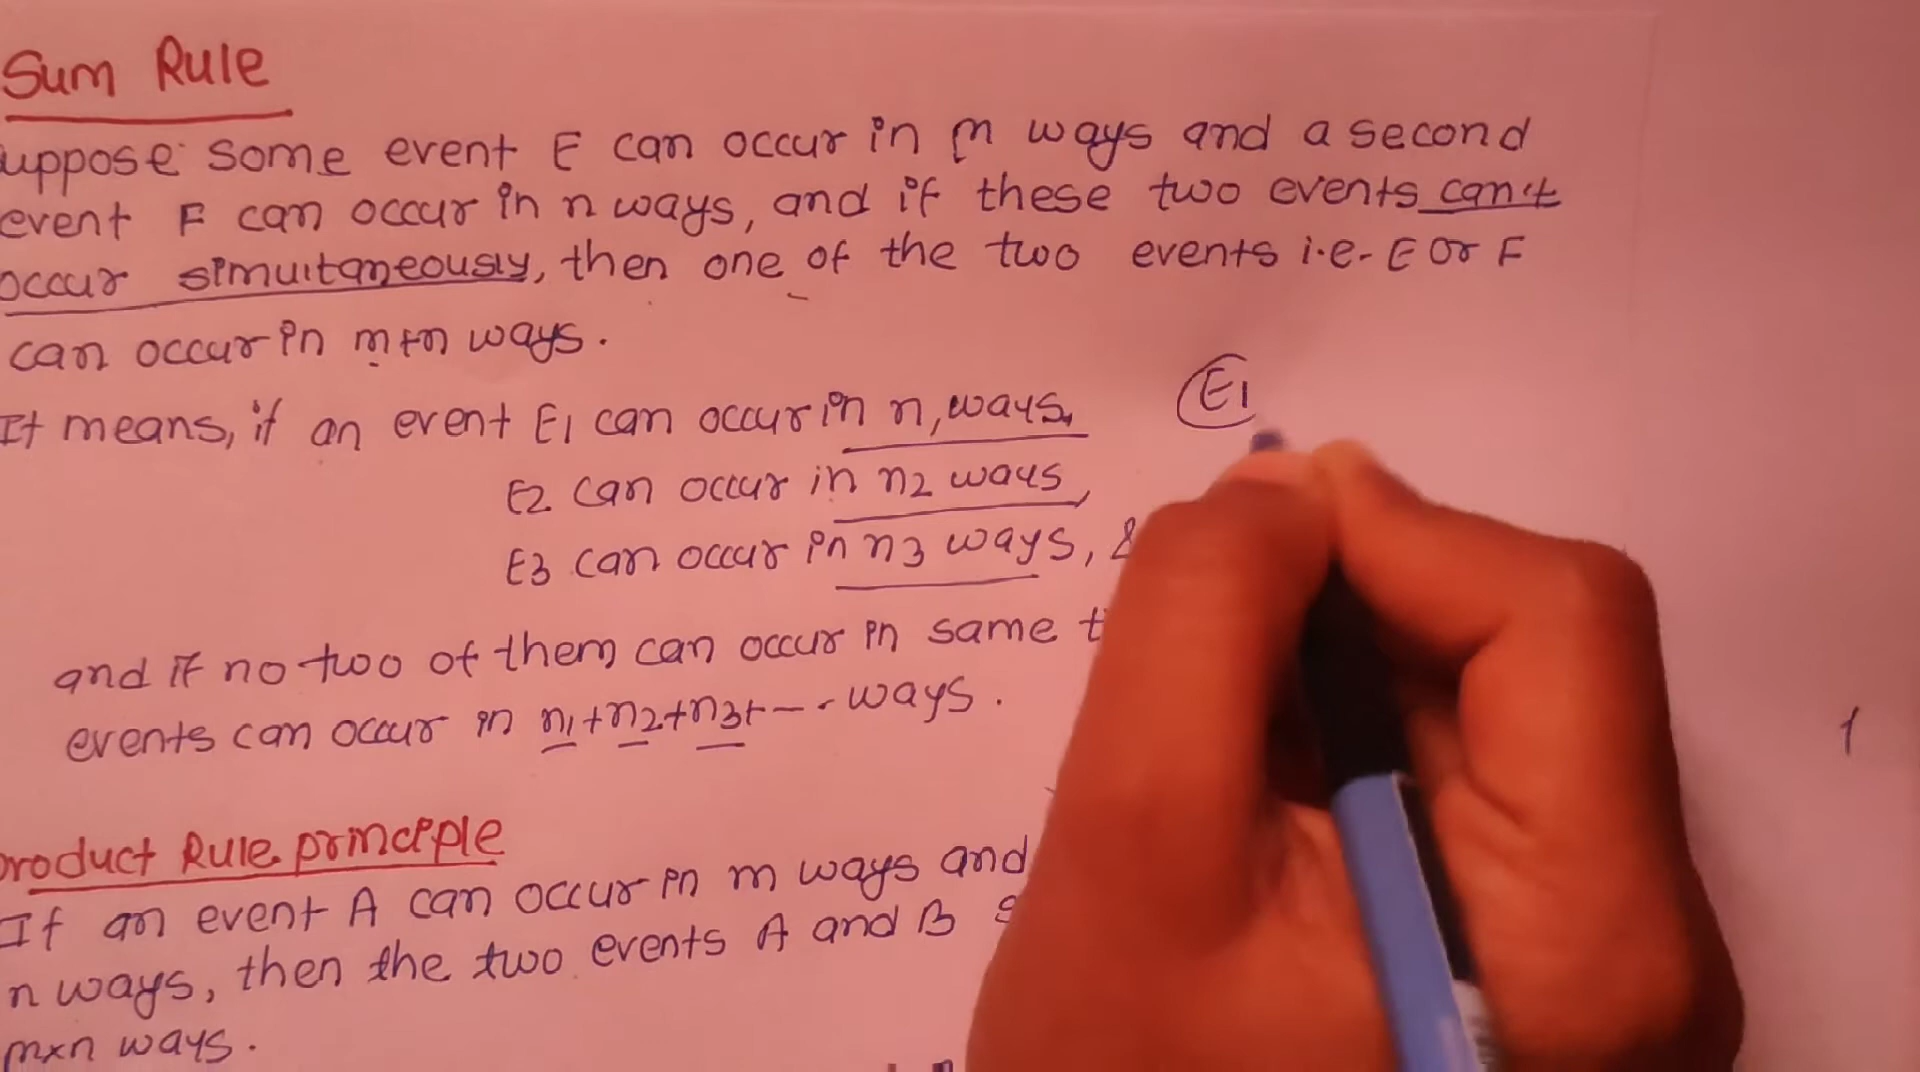 Sum Rule
uppose some event E can occur in m ways and a second
event F can occur in n ways, and if these two events can't
occur simultaneously, then one of the two events i.e. E or F
can occur in m+n ways.
It means, if an event E1 can occur in n, ways,
E1
E2 can occur in n2 ways,
E3 can occur in n3 ways, &
and if no two of them can occur in same t
events can occur in n1+n2+n3+--- ways.
1
roduct Rule principle
If an event A can occur in m ways and
n ways, then the two events A and B
mxn ways.